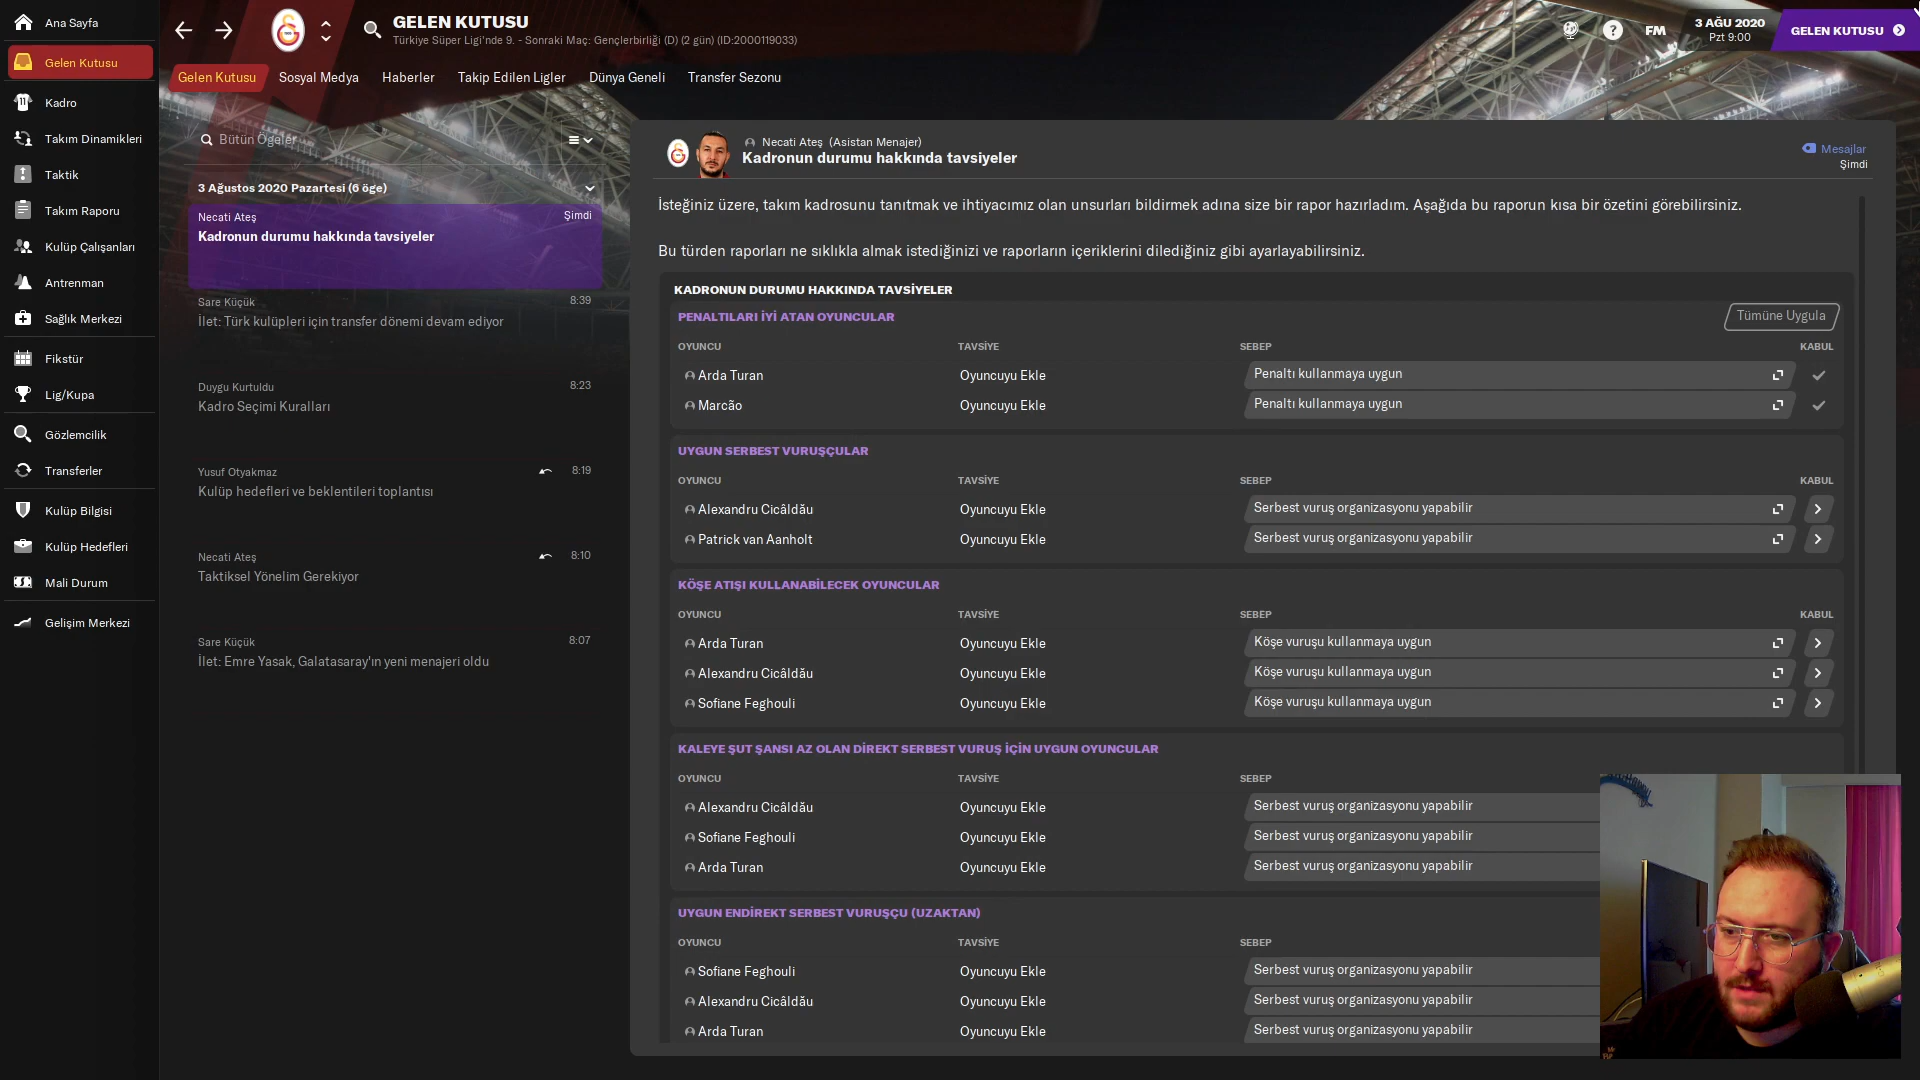 Ana Sayfa
Gelen Kutusu
Kadro
Takım Dinamikleri
Taktik
Takım Raporu
Kulüp Çalışanları
Antrenman
Sağlık Merkezi
Fikstür
Lig/Kupa
Gözlemcilik
Transferler
Kulüp Bilgisi
Kulüp Hedefleri
Mali Durum
Gelişim Merkezi
GELEN KUTUSU
Türkiye Süper Ligi'nde 9. - Sonraki Maç: Gençlerbirliği (D) (2 gün) (ID:2000119033)
FM
3 AĞU 2020
Pzt 9:00
GELEN KUTUSU
Gelen Kutusu Sosyal Medya Haberler Takip Edilen Ligler Dünya Geneli Transfer Sezonu
Bütün Ögeler
3 Ağustos 2020 Pazartesi (6 öge)
Necati Ateş Şimdi
Kadronun durumu hakkında tavsiyeler
Sare Küçük 8:39
İlet: Türk kulüpleri için transfer dönemi devam ediyor
Duygu Kurtuldu 8:23
Kadro Seçimi Kuralları
Yusuf Otyakmaz 8:19
Kulüp hedefleri ve beklentileri toplantısı
Necati Ateş 8:10
Taktiksel Yönelim Gerekiyor
Sare Küçük 8:07
İlet: Emre Yasak, Galatasaray'ın yeni menajeri oldu
Necati Ateş (Asistan Menajer)
Kadronun durumu hakkında tavsiyeler
Mesajlar
Şimdi
İsteğiniz üzere, takım kadrosunu tanıtmak ve ihtiyacımız olan unsurları bildirmek adına size bir rapor hazırladım. Aşağıda bu raporun kısa bir özetini görebilirsiniz.
Bu türden raporları ne sıklıkla almak istediğinizi ve raporların içeriklerini dilediğiniz gibi ayarlayabilirsiniz.
KADRONUN DURUMU HAKKINDA TAVSİYELER
PENALTILARI İYİ ATAN OYUNCULAR Tümüne Uygula
OYUNCU TAVSİYE SEBEP KABUL
Arda Turan Oyuncuyu Ekle Penaltı kullanmaya uygun
Marcão Oyuncuyu Ekle Penaltı kullanmaya uygun
UYGUN SERBEST VURUŞÇULAR
OYUNCU TAVSİYE SEBEP KABUL
Alexandru Cicâldău Oyuncuyu Ekle Serbest vuruş organizasyonu yapabilir
Patrick van Aanholt Oyuncuyu Ekle Serbest vuruş organizasyonu yapabilir
KÖŞE ATIŞI KULLANABİLECEK OYUNCULAR
OYUNCU TAVSİYE SEBEP KABUL
Arda Turan Oyuncuyu Ekle Köşe vuruşu kullanmaya uygun
Alexandru Cicâldău Oyuncuyu Ekle Köşe vuruşu kullanmaya uygun
Sofiane Feghouli Oyuncuyu Ekle Köşe vuruşu kullanmaya uygun
KALEYE ŞUT ŞANSI AZ OLAN DİREKT SERBEST VURUŞ İÇİN UYGUN OYUNCULAR
OYUNCU TAVSİYE SEBEP
Alexandru Cicâldău Oyuncuyu Ekle Serbest vuruş organizasyonu yapabilir
Sofiane Feghouli Oyuncuyu Ekle Serbest vuruş organizasyonu yapabilir
Arda Turan Oyuncuyu Ekle Serbest vuruş organizasyonu yapabilir
UYGUN ENDİREKT SERBEST VURUŞÇU (UZAKTAN)
OYUNCU TAVSİYE SEBEP
Sofiane Feghouli Oyuncuyu Ekle Serbest vuruş organizasyonu yapabilir
Alexandru Cicâldău Oyuncuyu Ekle Serbest vuruş organizasyonu yapabilir
Arda Turan Oyuncuyu Ekle Serbest vuruş organizasyonu yapabilir